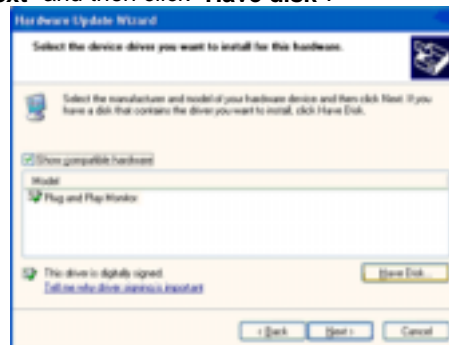 ext" and then click "Have disk".
Hardware Update Wizard
Select the device driver you want to install for this hardware.
Select the manufacturer and model of your hardware device and then click Next. If you
have a disk that contains the driver you want to install, click Have Disk.
Show compatible hardware
Model
Plug and Play Monitor
This driver is digitally signed.
Tell me why driver signing is important
Have Disk...
< Back
Next >
Cancel